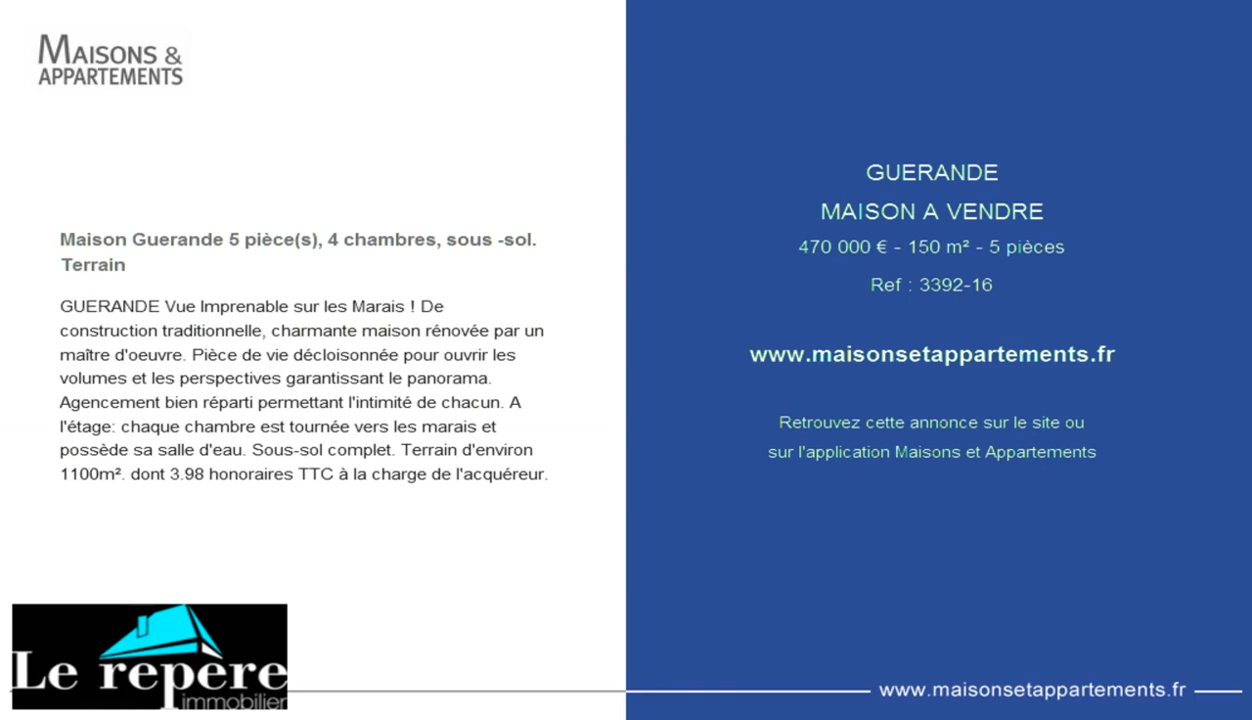 MAISONS &
APPARTEMENTS
Maison Guerande 5 pièce(s), 4 chambres, sous -sol.
Terrain
GUERANDE Vue Imprenable sur les Marais ! De
construction traditionnelle, charmante maison rénovée par un
maître d'oeuvre. Pièce de vie décloisonnée pour ouvrir les
volumes et les perspectives garantissant le panorama.
Agencement bien réparti permettant l'intimité de chacun. A
l'étage: chaque chambre est tournée vers les marais et
possède sa salle d'eau. Sous-sol complet. Terrain d'environ
1100m². dont 3.98 honoraires TTC à la charge de l'acquéreur.
Le repère
immobilier
GUERANDE
MAISON A VENDRE
470 000 € - 150 m² - 5 pièces
Ref : 3392-16
www.maisonsetappartements.fr
Retrouvez cette annonce sur le site ou
sur l'application Maisons et Appartements
www.maisonsetappartements.fr